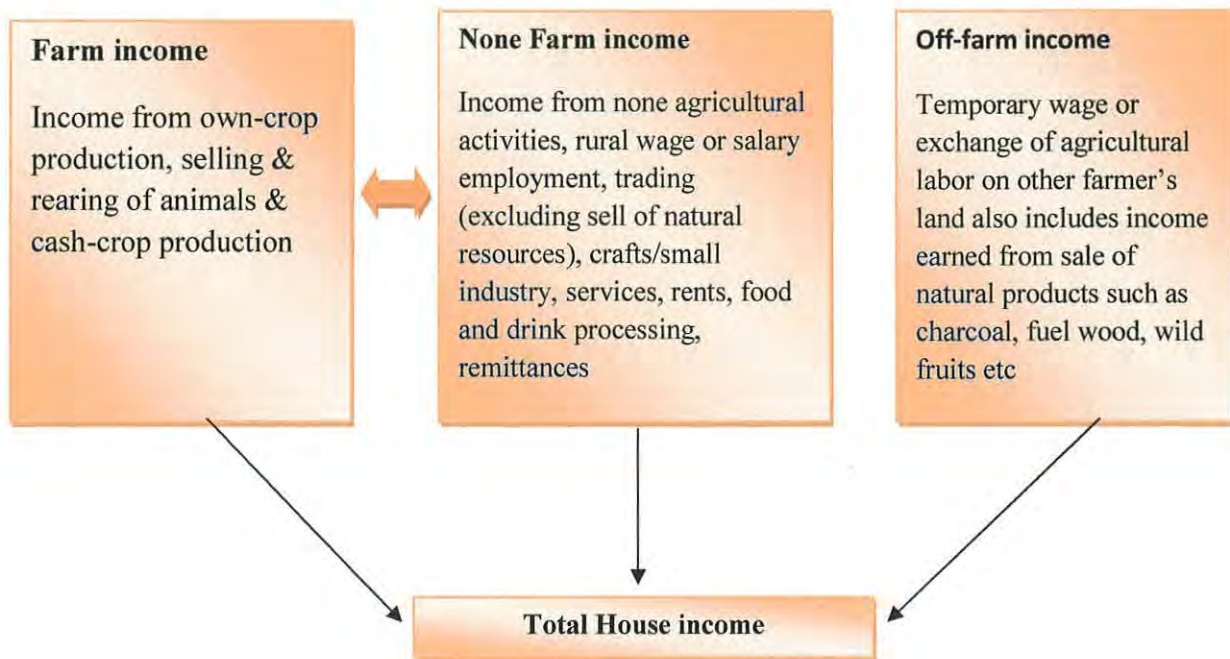 Farm income
Income from own-crop
production, selling &
rearing of animals &
cash-crop production
None Farm income
Income from none agricultural
activities, rural wage or salary
employment, trading
(excluding sell of natural
resources), crafts/small
industry, services, rents, food
and drink processing,
remittances
Off-farm income
Temporary wage or
exchange of agricultural
labor on other farmer's
land also includes income
earned from sale of
natural products such as
charcoal, fuel wood, wild
fruits etc
Total House income